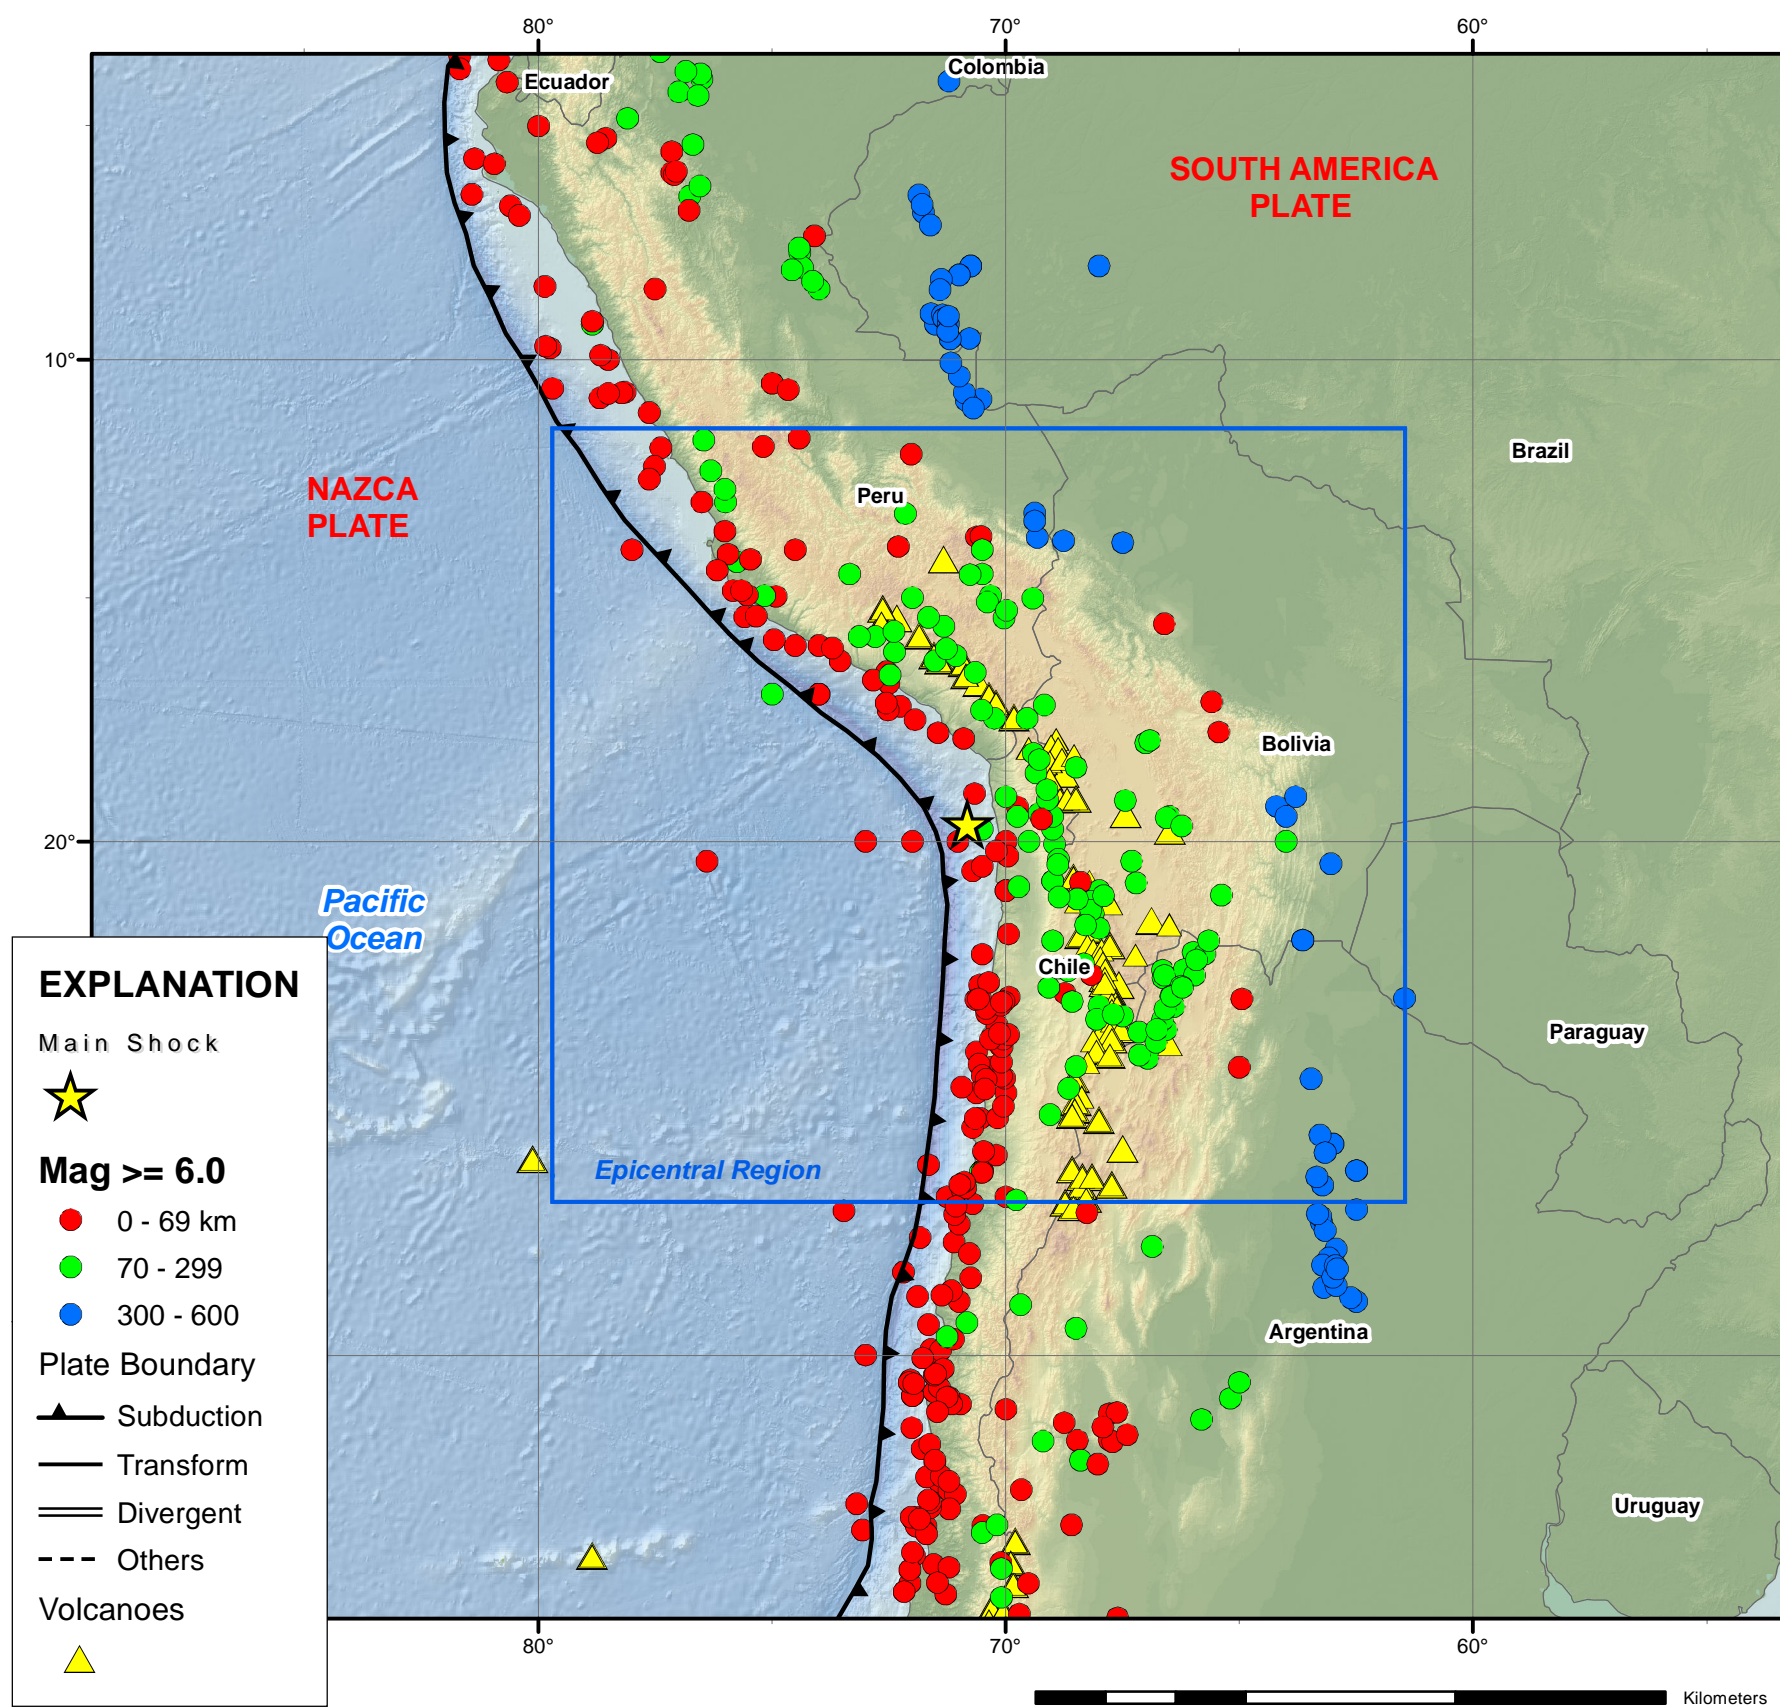 80°
70°
60°
Ecuador
Colombia
SOUTH AMERICA
PLATE
10°
Brazil
NAZCA
PLATE
Peru
Bolivia
20°
Pacific
Ocean
Chile
Paraguay
Epicentral Region
Argentina
Uruguay
EXPLANATION
Main Shock
Mag >= 6.0
0 - 69 km
70 - 299
300 - 600
Plate Boundary
Subduction
Transform
Divergent
Others
Volcanoes
80°
70°
60°
Kilometers